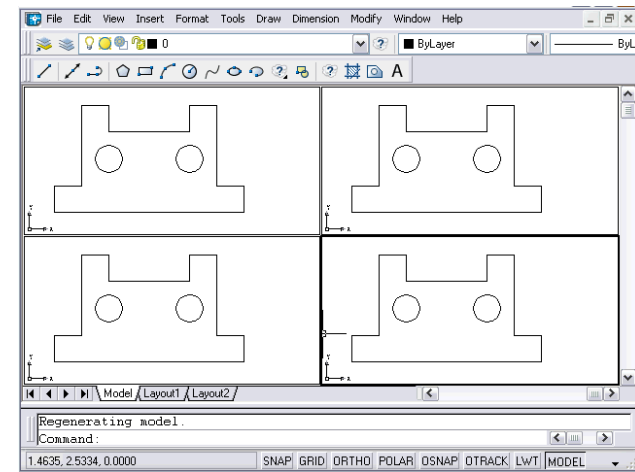 File Edit View Insert Format Tools Draw Dimension Modify Window Help
0 ByLayer ByL
A
Y
X
Y
X
Y
X
Y
X
Model Layout1 Layout2
Regenerating model.
Command:
1.4635, 2.5334, 0.0000 SNAP GRID ORTHO POLAR OSNAP OTRACK LWT MODEL